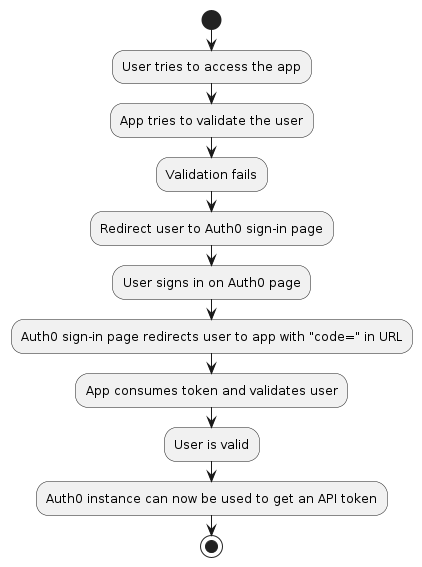 User tries to access the app
App tries to validate the user
Validation fails
Redirect user to Auth0 sign-in page
User signs in on Auth0 page
Auth0 sign-in page redirects user to app with "code=" in URL
App consumes token and validates user
User is valid
Auth0 instance can now be used to get an API token